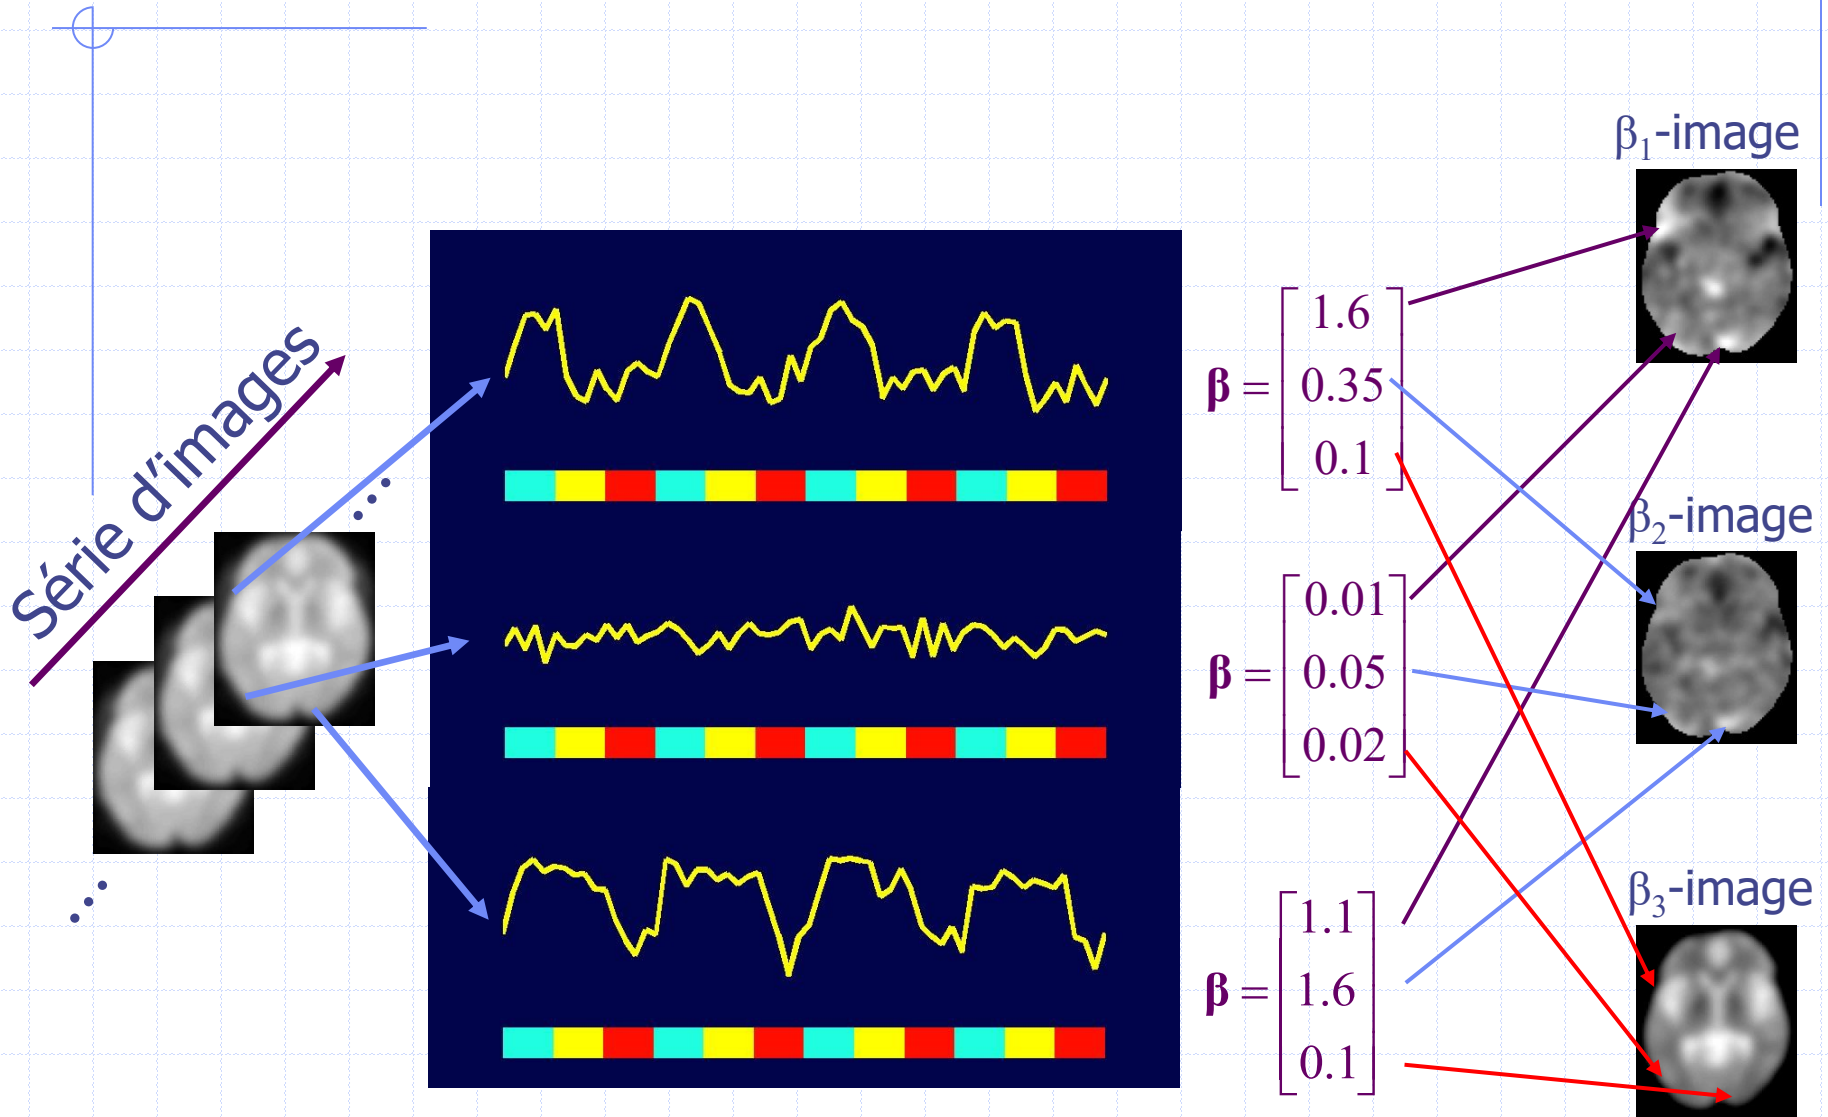 Série d'images
...
...
β = [1.6 0.35 0.1]
β = [0.01 0.05 0.02]
β = [1.1 1.6 0.1]
β₁-image
β₂-image
β₃-image